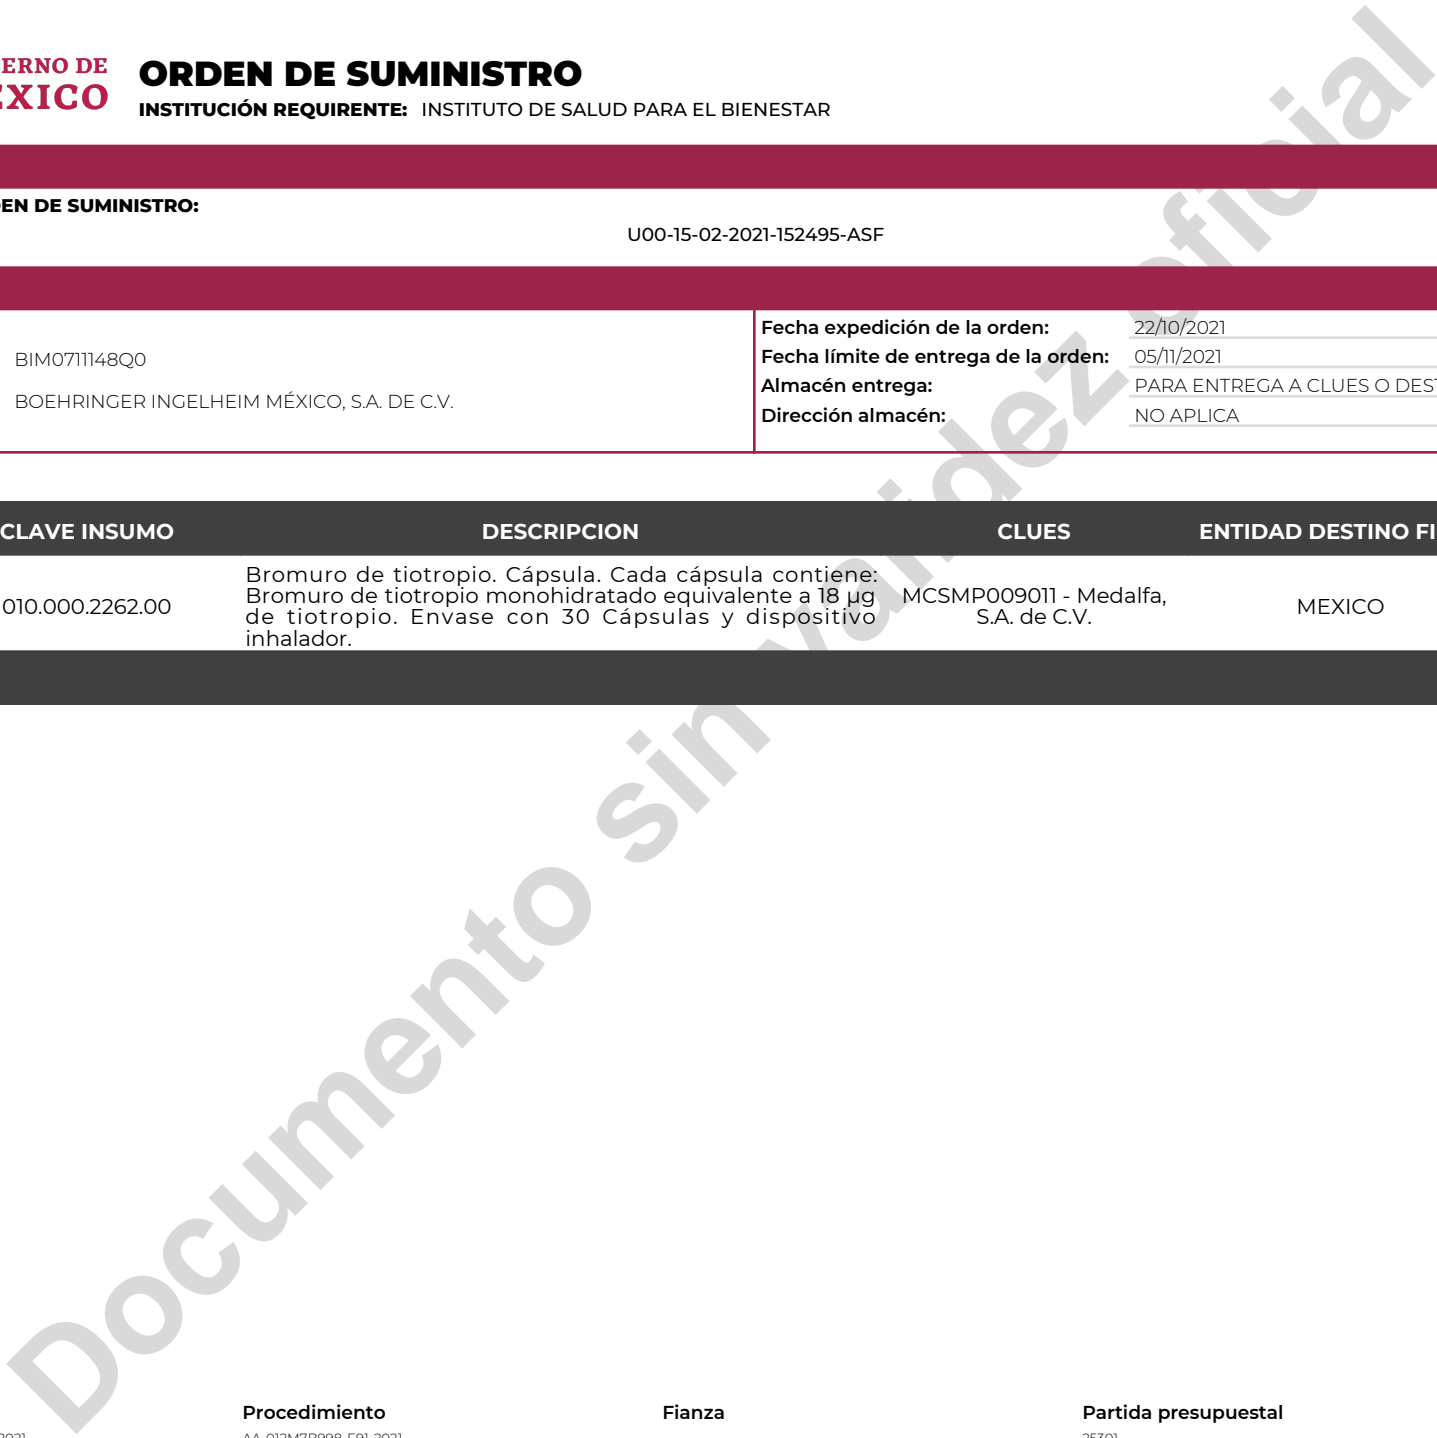 ERNO DE
EXICO
ORDEN DE SUMINISTRO
INSTITUCIÓN REQUIRENTE: INSTITUTO DE SALUD PARA EL BIENESTAR
EN DE SUMINISTRO:
U00-15-02-2021-152495-ASF
BIM0711148Q0
BOEHRINGER INGELHEIM MÉXICO, S.A. DE C.V.
Fecha expedición de la orden: 22/10/2021
Fecha límite de entrega de la orden: 05/11/2021
Almacén entrega: PARA ENTREGA A CLUES O DEST
Dirección almacén: NO APLICA
CLAVE INSUMO DESCRIPCION CLUES ENTIDAD DESTINO FI
010.000.2262.00
Bromuro de tiotropio. Cápsula. Cada cápsula contiene:
Bromuro de tiotropio monohidratado equivalente a 18 µg
de tiotropio. Envase con 30 Cápsulas y dispositivo
inhalador.
MCSMP009011 - Medalfa,
S.A. de C.V.
MEXICO
Documento sin validez oficial
Procedimiento Fianza Partida presupuestal